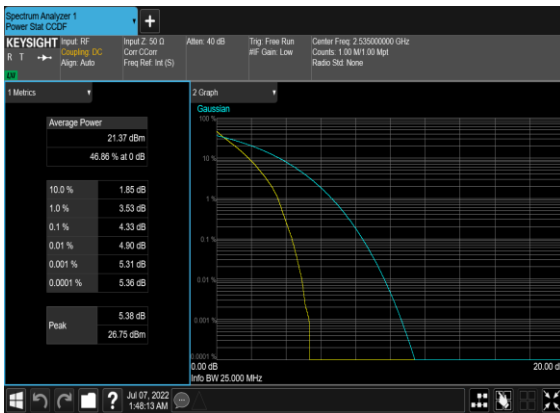 Spectrum Analyzer 1
Power Stat CCDF
+
KEYSIGHT
R T
LV
Input: RF
Coupling: DC
Align: Auto
Input Z: 50 Ω
Corr CCorr
Freq Ref: Int (S)
Atten: 40 dB
Trig: Free Run
#IF Gain: Low
Center Freq: 2.535000000 GHz
Counts: 1.00 M/1.00 Mpt
Radio Std: None
1 Metrics
Average Power
21.37 dBm
46.86 % at 0 dB
10.0 % 1.85 dB
1.0 % 3.53 dB
0.1 % 4.33 dB
0.01 % 4.90 dB
0.001 % 5.31 dB
0.0001 % 5.36 dB
Peak
5.38 dB
26.75 dBm
2 Graph
Gaussian
100 %
10 %
1 %
0.1 %
0.01 %
0.001 %
0.0001 %
0.00 dB
20.00 d
Info BW 25.000 MHz
?
Jul 07, 2022
1:48:13 AM